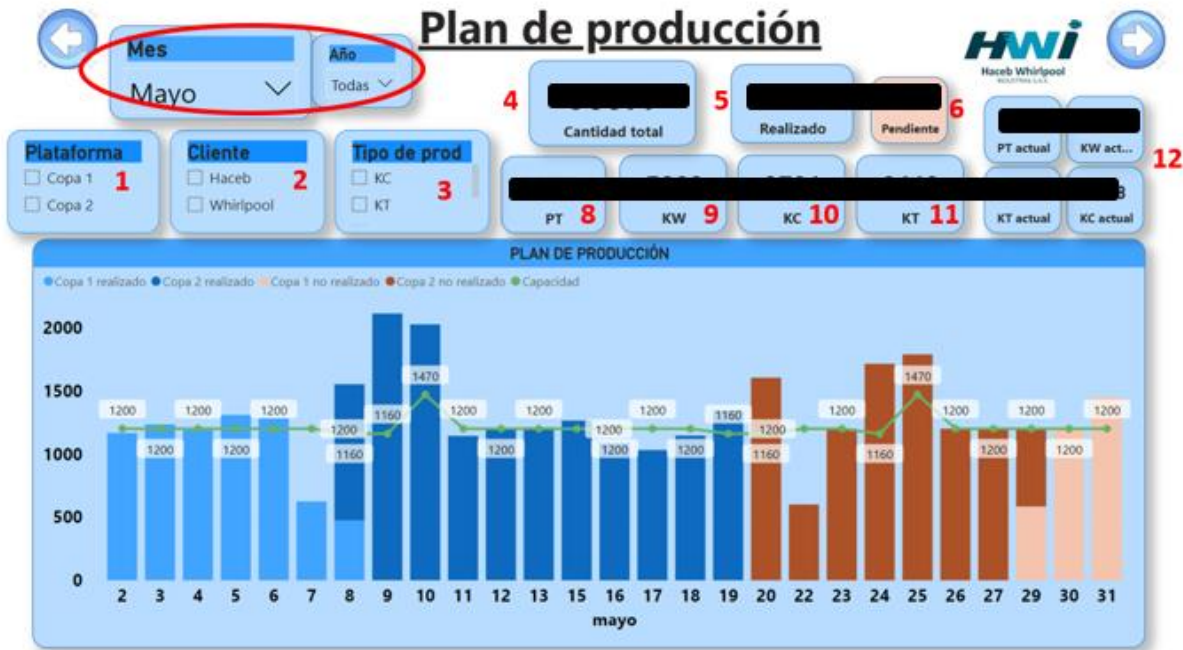 Plan de producción
Mes
Mayo
Año
Todas
HWI
Haceb Whirlpool
INDUSTRIAL S.A.S.
4
Cantidad total
5
Realizado
6
Pendiente
PT actual
KW act...
12
Plataforma
Copa 1
Copa 2
1
Cliente
Haceb
Whirlpool
2
Tipo de prod
KC
KT
3
PT 8
KW 9
KC 10
KT 11
KT actual
KC actual
PLAN DE PRODUCCIÓN
Copa 1 realizado Copa 2 realizado Copa 1 no realizado Copa 2 no realizado Capacidad
2000
1500
1000
500
0
1200
1200
1200
1200
1200
1200
1160
1160
1470
1200
1200
1200
1200
1200
1200
1200
1160
1200
1160
1200
1160
1470
1200
1200
1200
1200
1200
2 3 4 5 6 7 8 9 10 11 12 13 15 16 17 18 19 20 22 23 24 25 26 27 29 30 31
mayo